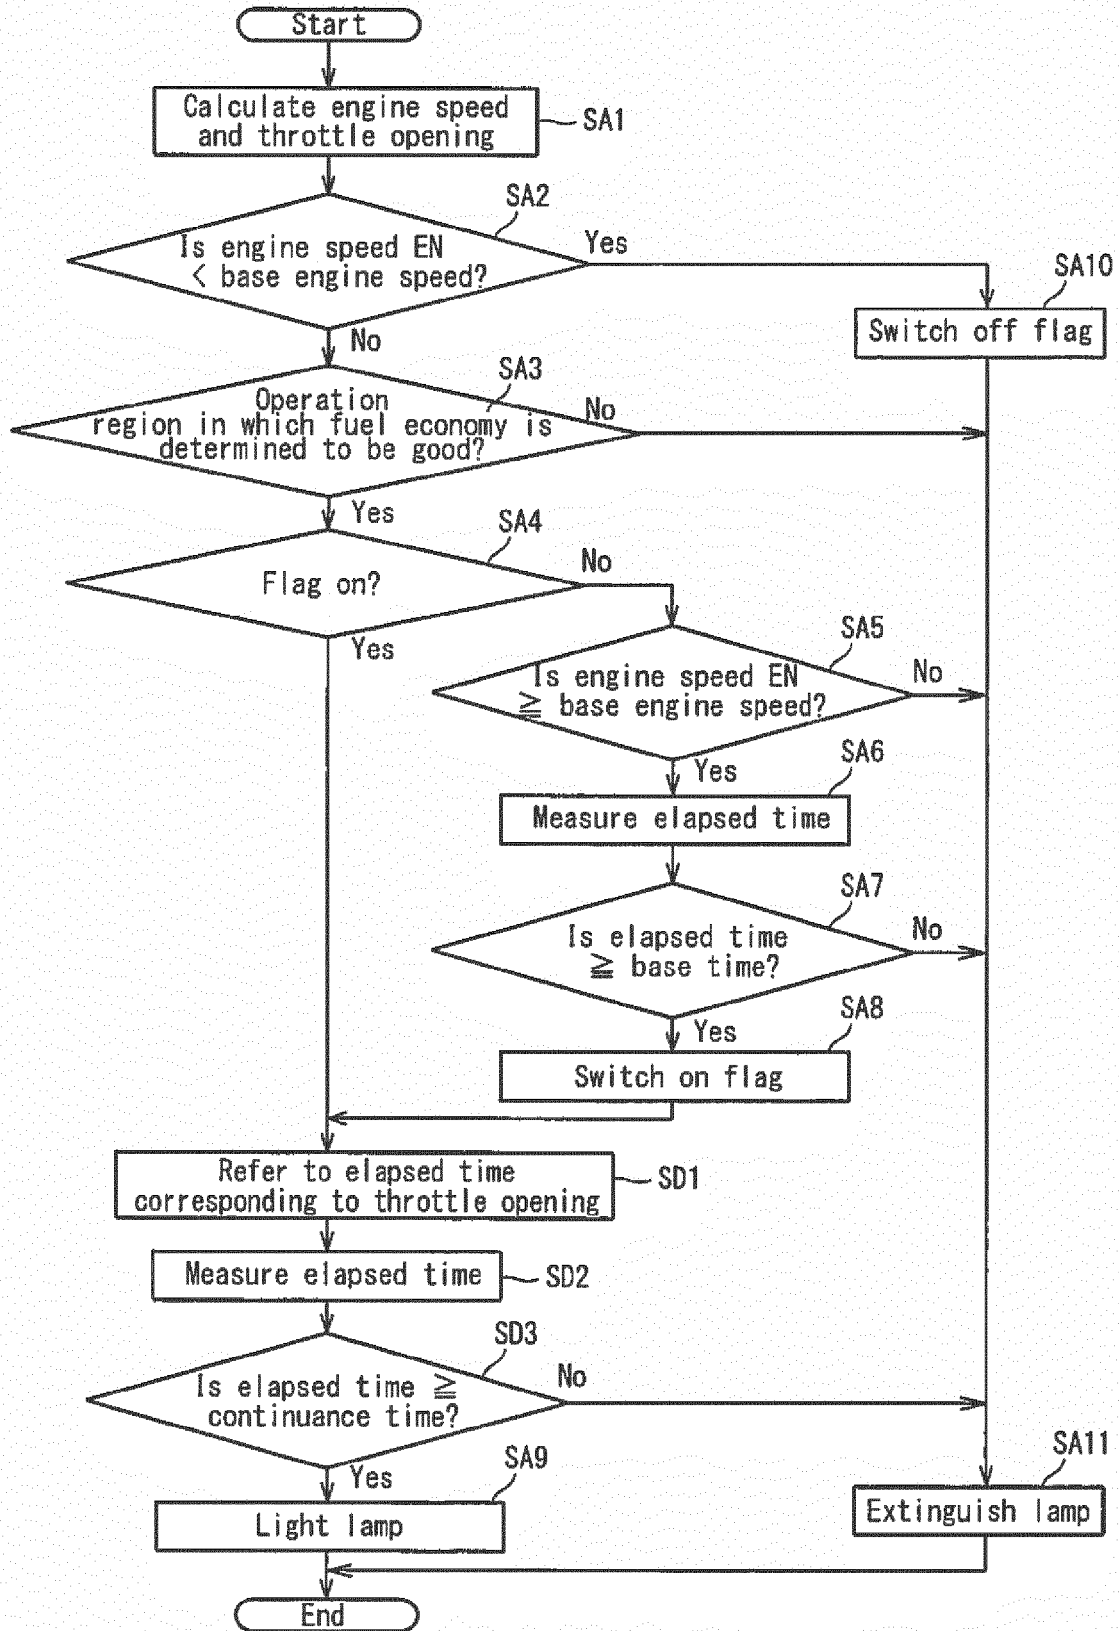 Start
Calculate engine speed
and throttle opening
SA1
SA2
Is engine speed EN
< base engine speed?
Yes
SA10
Switch off flag
No
SA3
Operation
region in which fuel economy is
determined to be good?
No
Yes
SA4
Flag on?
No
Yes
SA5
Is engine speed EN
≧ base engine speed?
No
Yes
SA6
Measure elapsed time
SA7
Is elapsed time
≧ base time?
No
Yes
SA8
Switch on flag
Refer to elapsed time
corresponding to throttle opening
SD1
Measure elapsed time
SD2
SD3
Is elapsed time ≧
continuance time?
No
Yes
SA9
Light lamp
SA11
Extinguish lamp
End